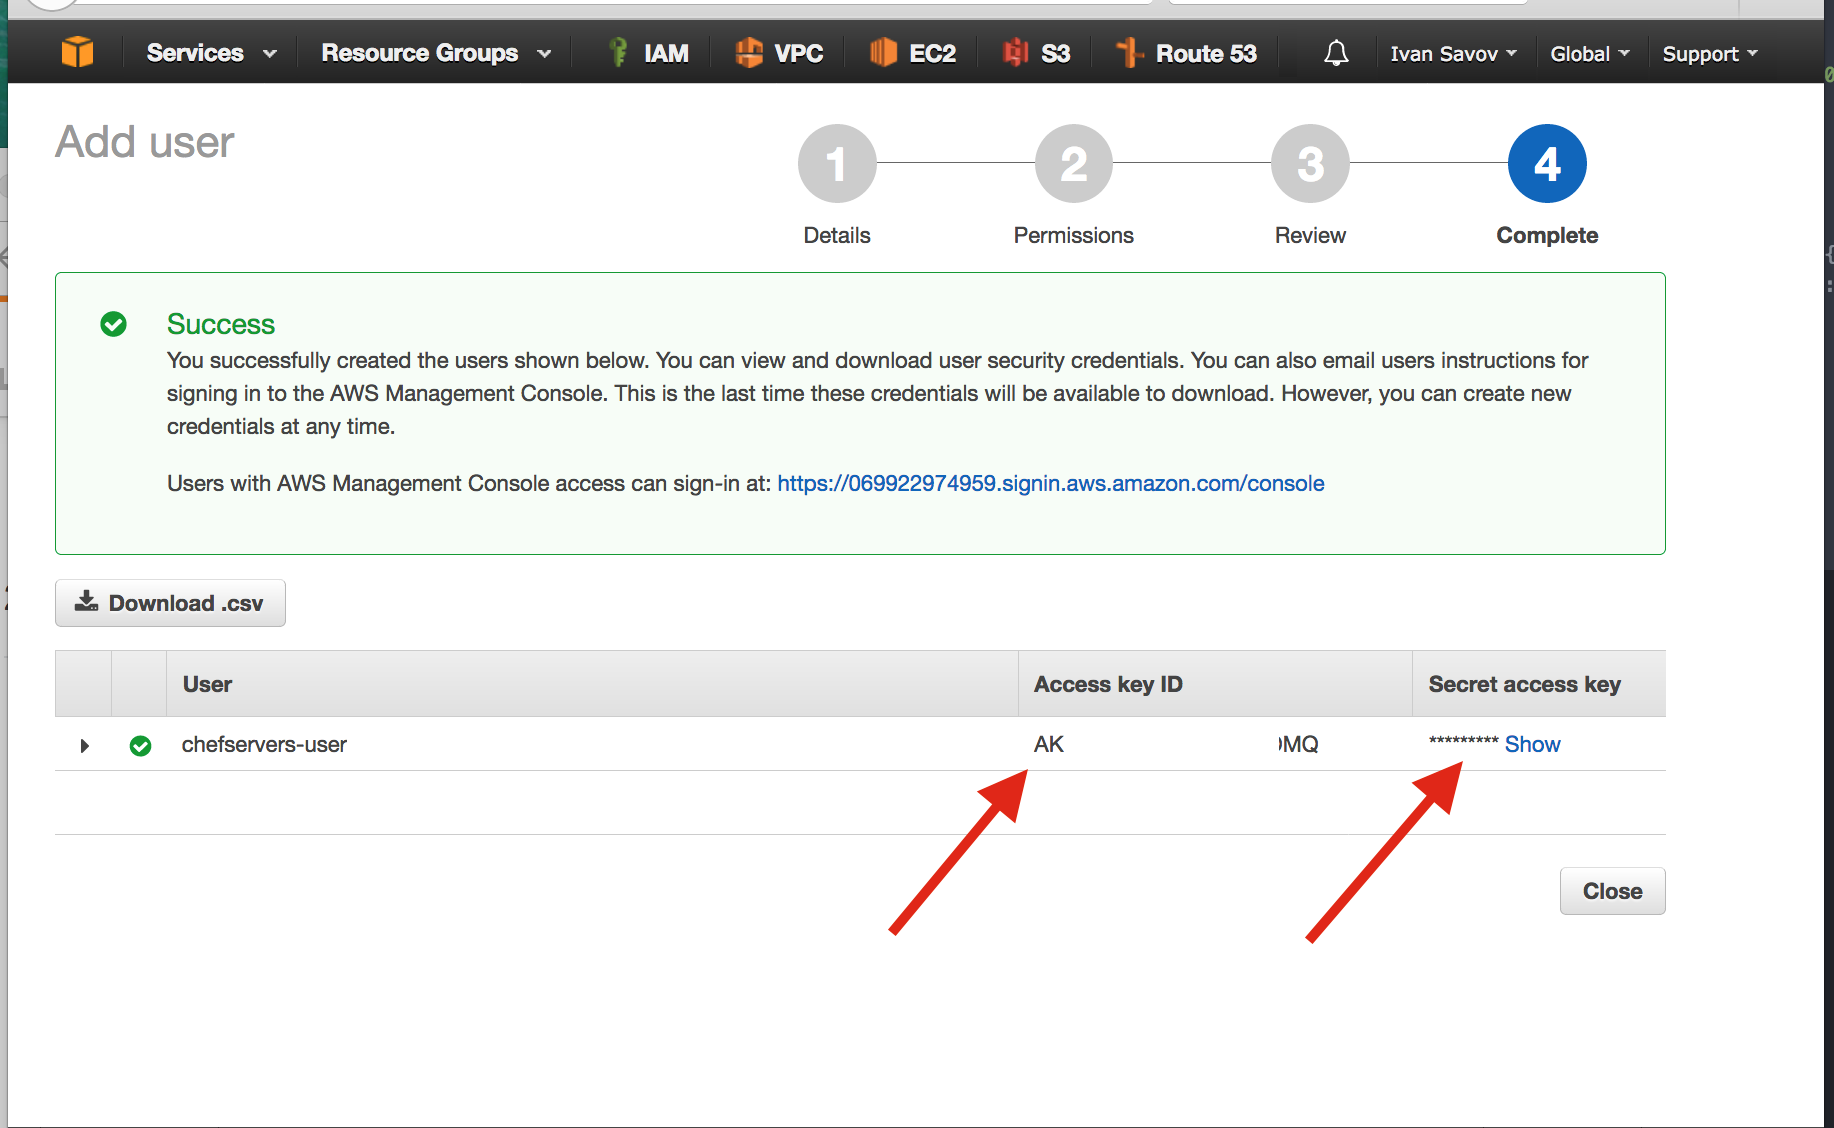 Services Resource Groups IAM VPC EC2 S3 Route 53 Ivan Savov Global Support
Add user
1 2 3 4
Details Permissions Review Complete
Success
You successfully created the users shown below. You can view and download user security credentials. You can also email users instructions for
signing in to the AWS Management Console. This is the last time these credentials will be available to download. However, you can create new
credentials at any time.
Users with AWS Management Console access can sign-in at: https://069922974959.signin.aws.amazon.com/console
Download .csv
User Access key ID Secret access key
chefservers-user AK MQ ********* Show
Close